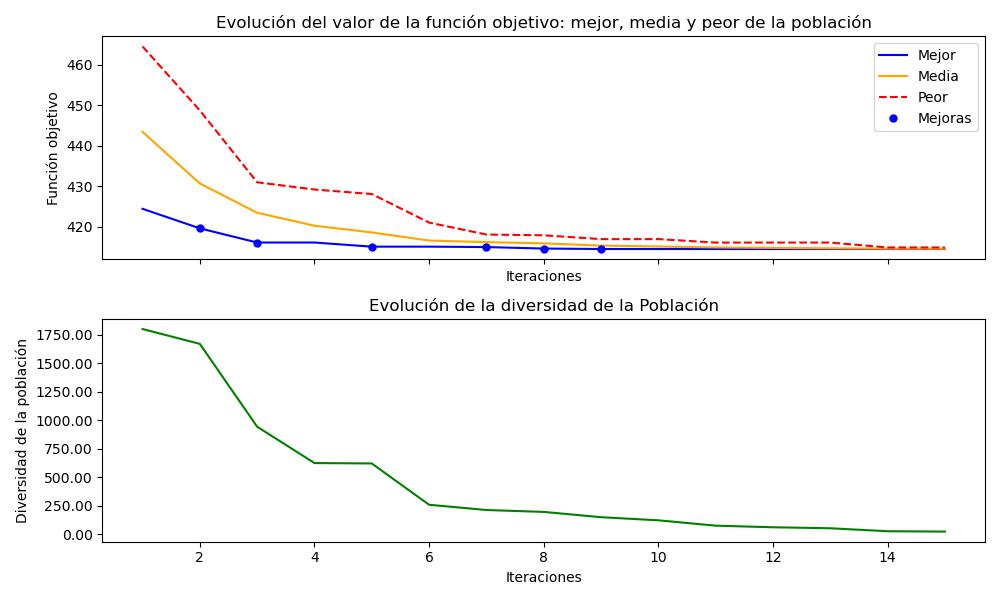 Evolución del valor de la función objetivo: mejor, media y peor de la población
Función objetivo
460
450
440
430
420
Mejor
Media
Peor
Mejoras
Iteraciones
Evolución de la diversidad de la Población
Diversidad de la población
1750.00
1500.00
1250.00
1000.00
750.00
500.00
250.00
0.00
2 4 6 8 10 12 14
Iteraciones